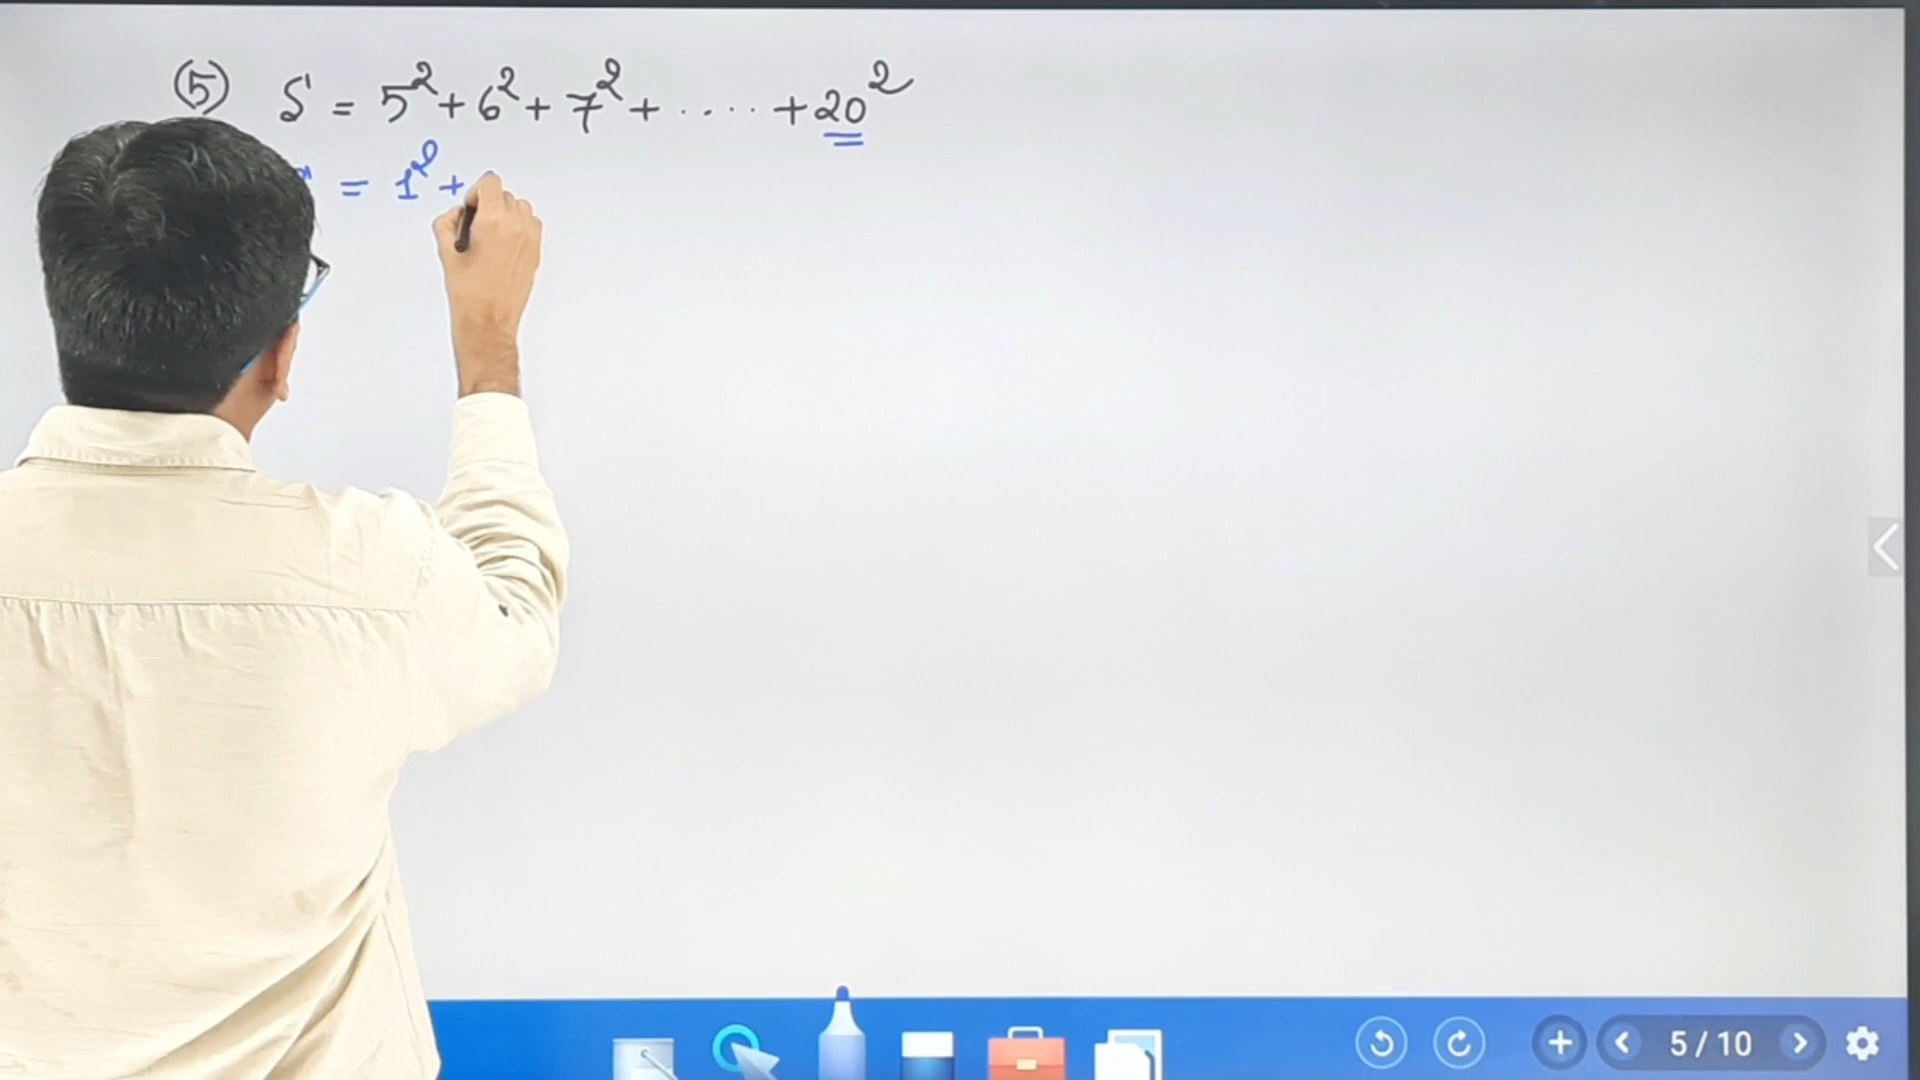 (5) S = 5² + 6² + 7² + ..... + 20²
= 1² +
5 / 10